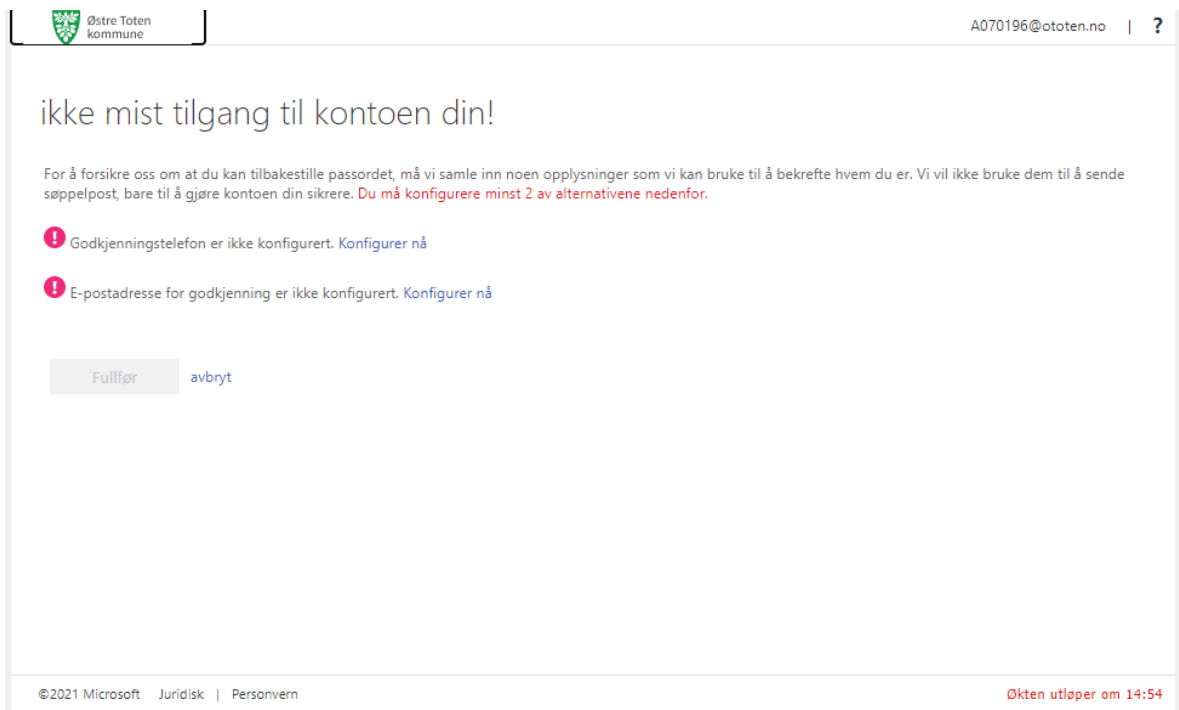 Østre Toten
kommune
A070196@ototen.no | ?
ikke mist tilgang til kontoen din!
For å forsikre oss om at du kan tilbakestille passordet, må vi samle inn noen opplysninger som vi kan bruke til å bekrefte hvem du er. Vi vil ikke bruke dem til å sende
søppelpost, bare til å gjøre kontoen din sikrere. Du må konfigurere minst 2 av alternativene nedenfor.
! Godkjenningstelefon er ikke konfigurert. Konfigurer nå
! E-postadresse for godkjenning er ikke konfigurert. Konfigurer nå
Fullfør avbryt
©2021 Microsoft Juridisk | Personvern
Økten utløper om 14:54